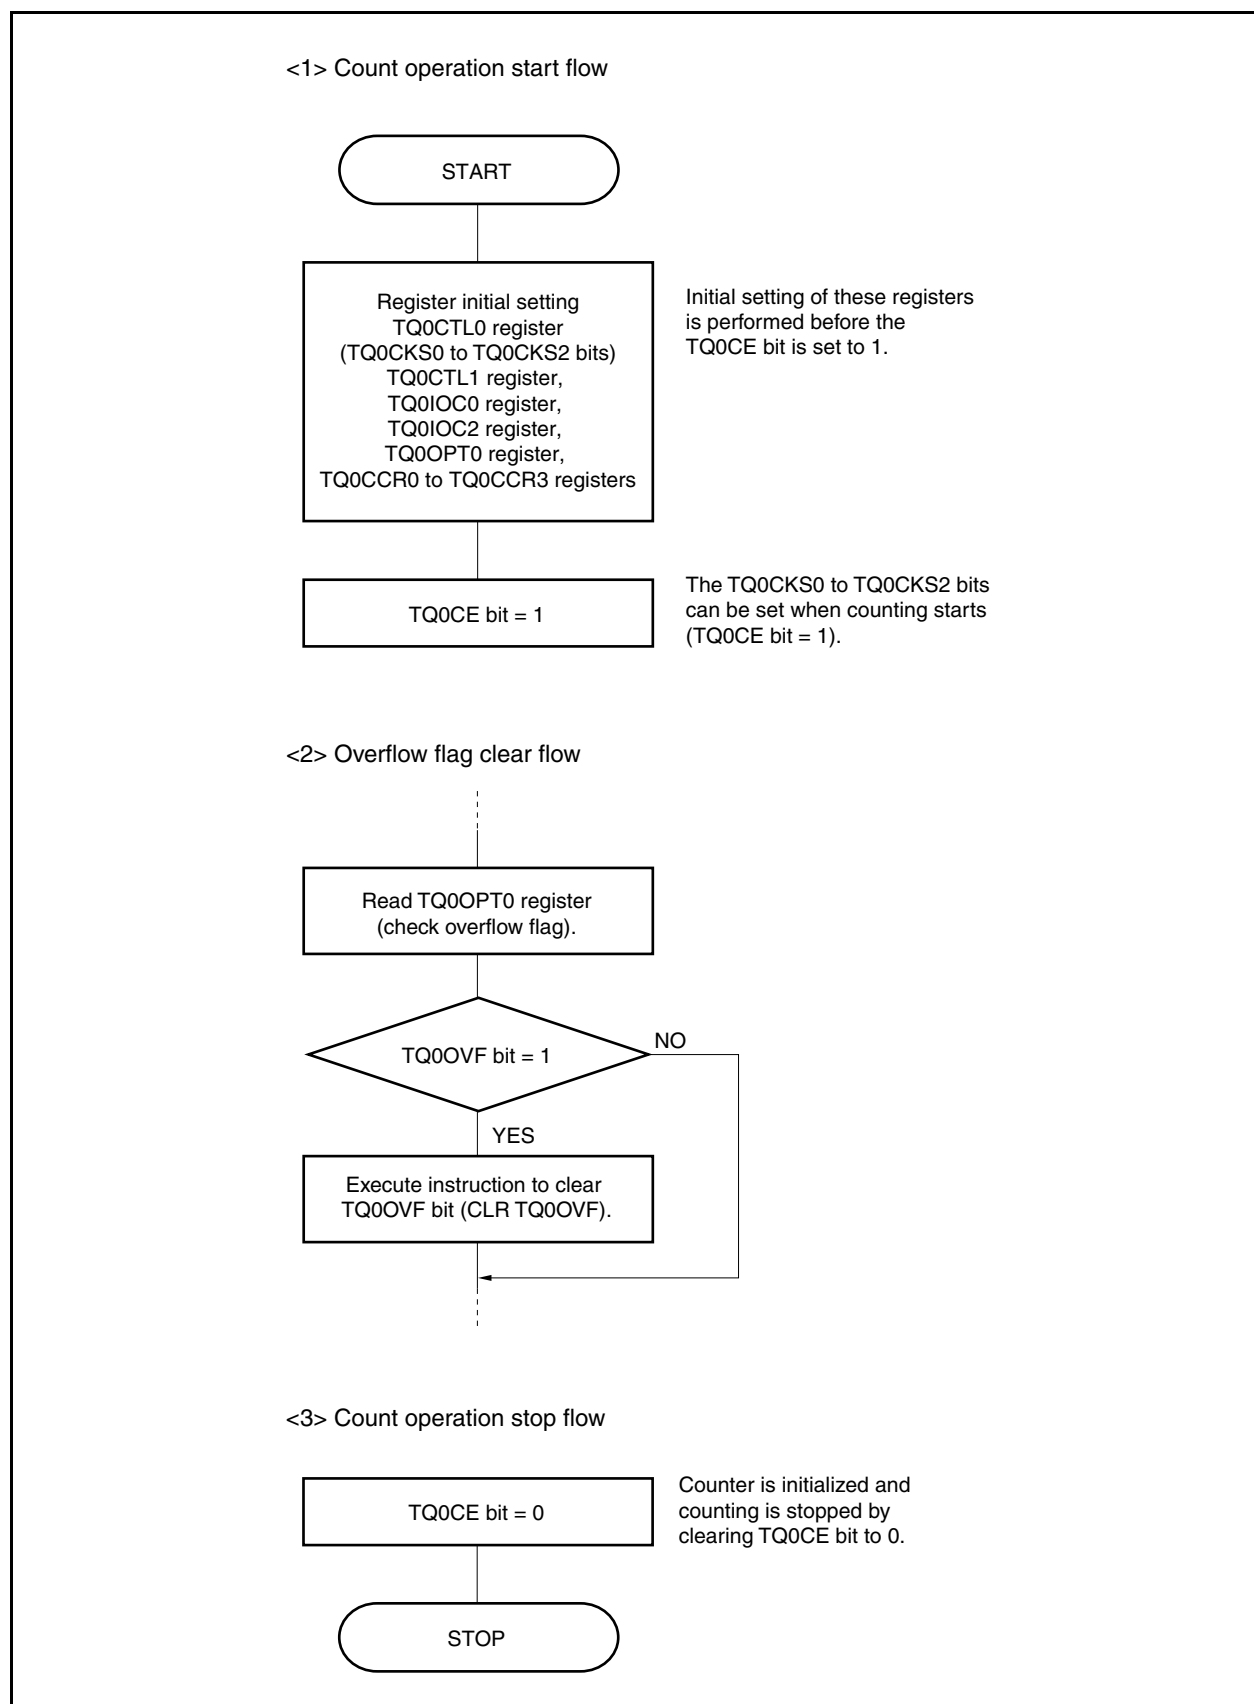 <1> Count operation start flow
START
Register initial setting
TQ0CTL0 register
(TQ0CKS0 to TQ0CKS2 bits)
TQ0CTL1 register,
TQ0IOC0 register,
TQ0IOC2 register,
TQ0OPT0 register,
TQ0CCR0 to TQ0CCR3 registers
Initial setting of these registers
is performed before the
TQ0CE bit is set to 1.
TQ0CE bit = 1
The TQ0CKS0 to TQ0CKS2 bits
can be set when counting starts
(TQ0CE bit = 1).
<2> Overflow flag clear flow
Read TQ0OPT0 register
(check overflow flag).
TQ0OVF bit = 1
NO
YES
Execute instruction to clear
TQ0OVF bit (CLR TQ0OVF).
<3> Count operation stop flow
TQ0CE bit = 0
Counter is initialized and
counting is stopped by
clearing TQ0CE bit to 0.
STOP